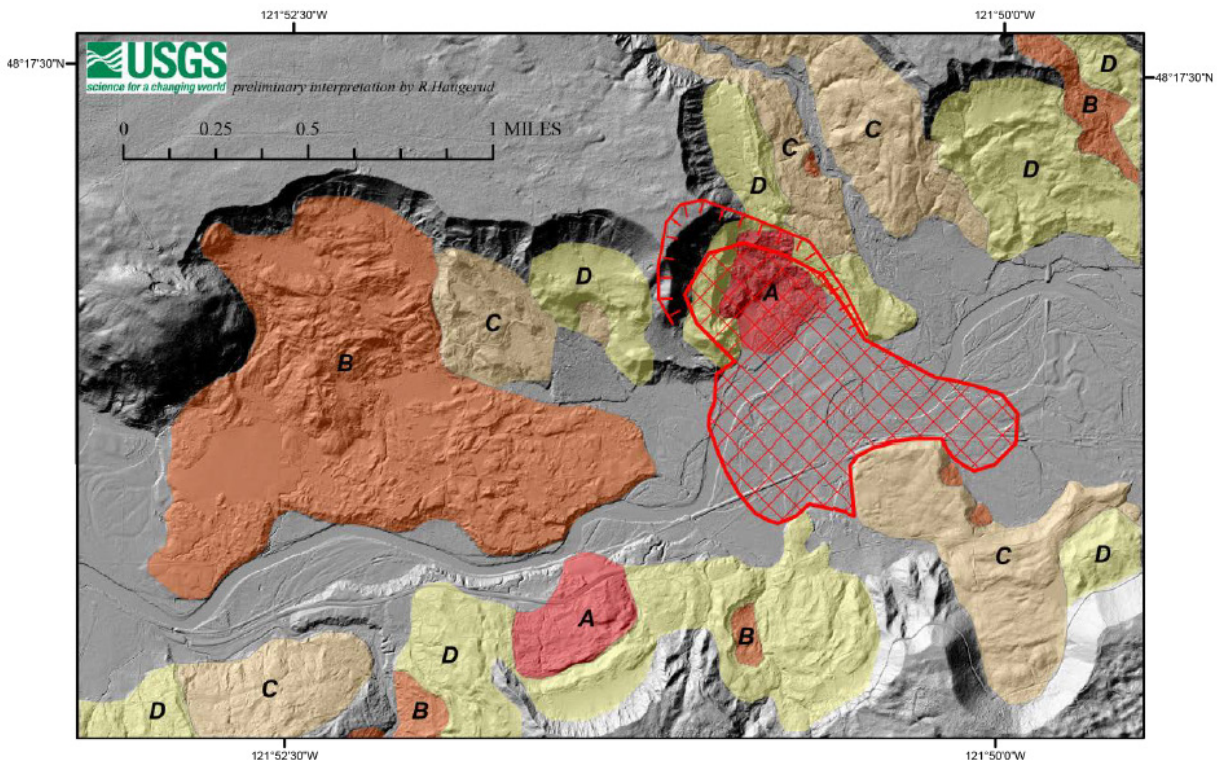 121°52'30"W 121°50'0"W
48°17'30"N 48°17'30"N
USGS
science for a changing world preliminary interpretation by R.Haugerud
0 0.25 0.5 1 MILES
D
B
C
C
D
D
D
A
C
B
C
D
A
B
D
C
D
B
121°52'30"W 121°50'0"W